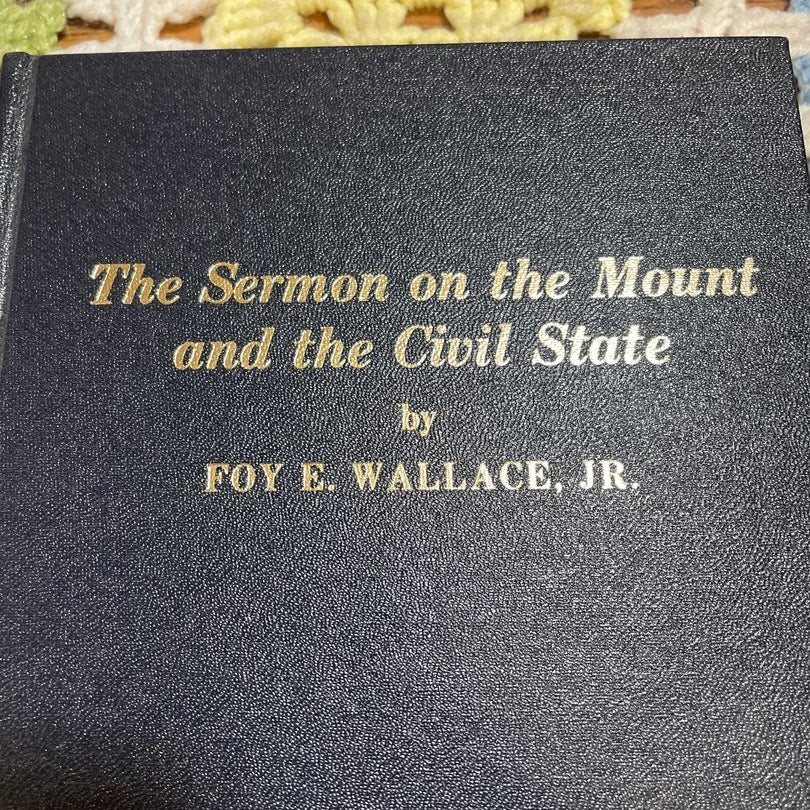 The Sermon on the Mount
and the Civil State
by
FOY E. WALLACE, JR.